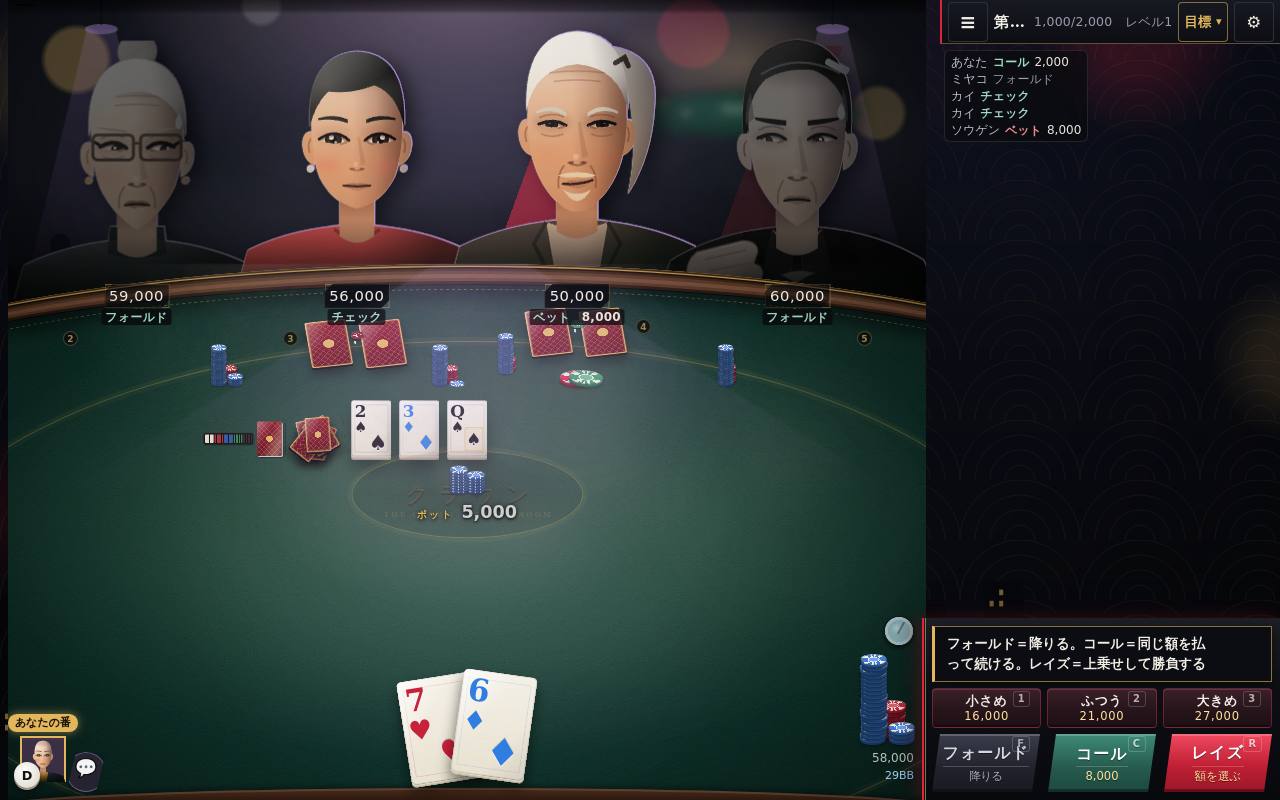 第… 1,000/2,000 レベル1 目標
あなた コール 2,000
ミヤコ フォールド
カイ チェック
カイ チェック
ソウゲン ベット 8,000
59,000
フォールド
56,000
チェック
50,000
ベット 8,000
60,000
フォールド
2
3
4
5
2
3
Q
ポット 5,000
7
6
あなたの番
D
58,000
29BB
フォールド＝降りる。コール＝同じ額を払
って続ける。レイズ＝上乗せして勝負する
小さめ 1
16,000
ふつう 2
21,000
大きめ 3
27,000
フォールド F
降りる
コール C
8,000
レイズ R
額を選ぶ